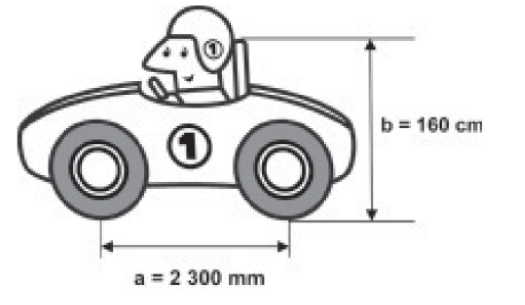 1
b = 160 cm
1
a = 2 300 mm